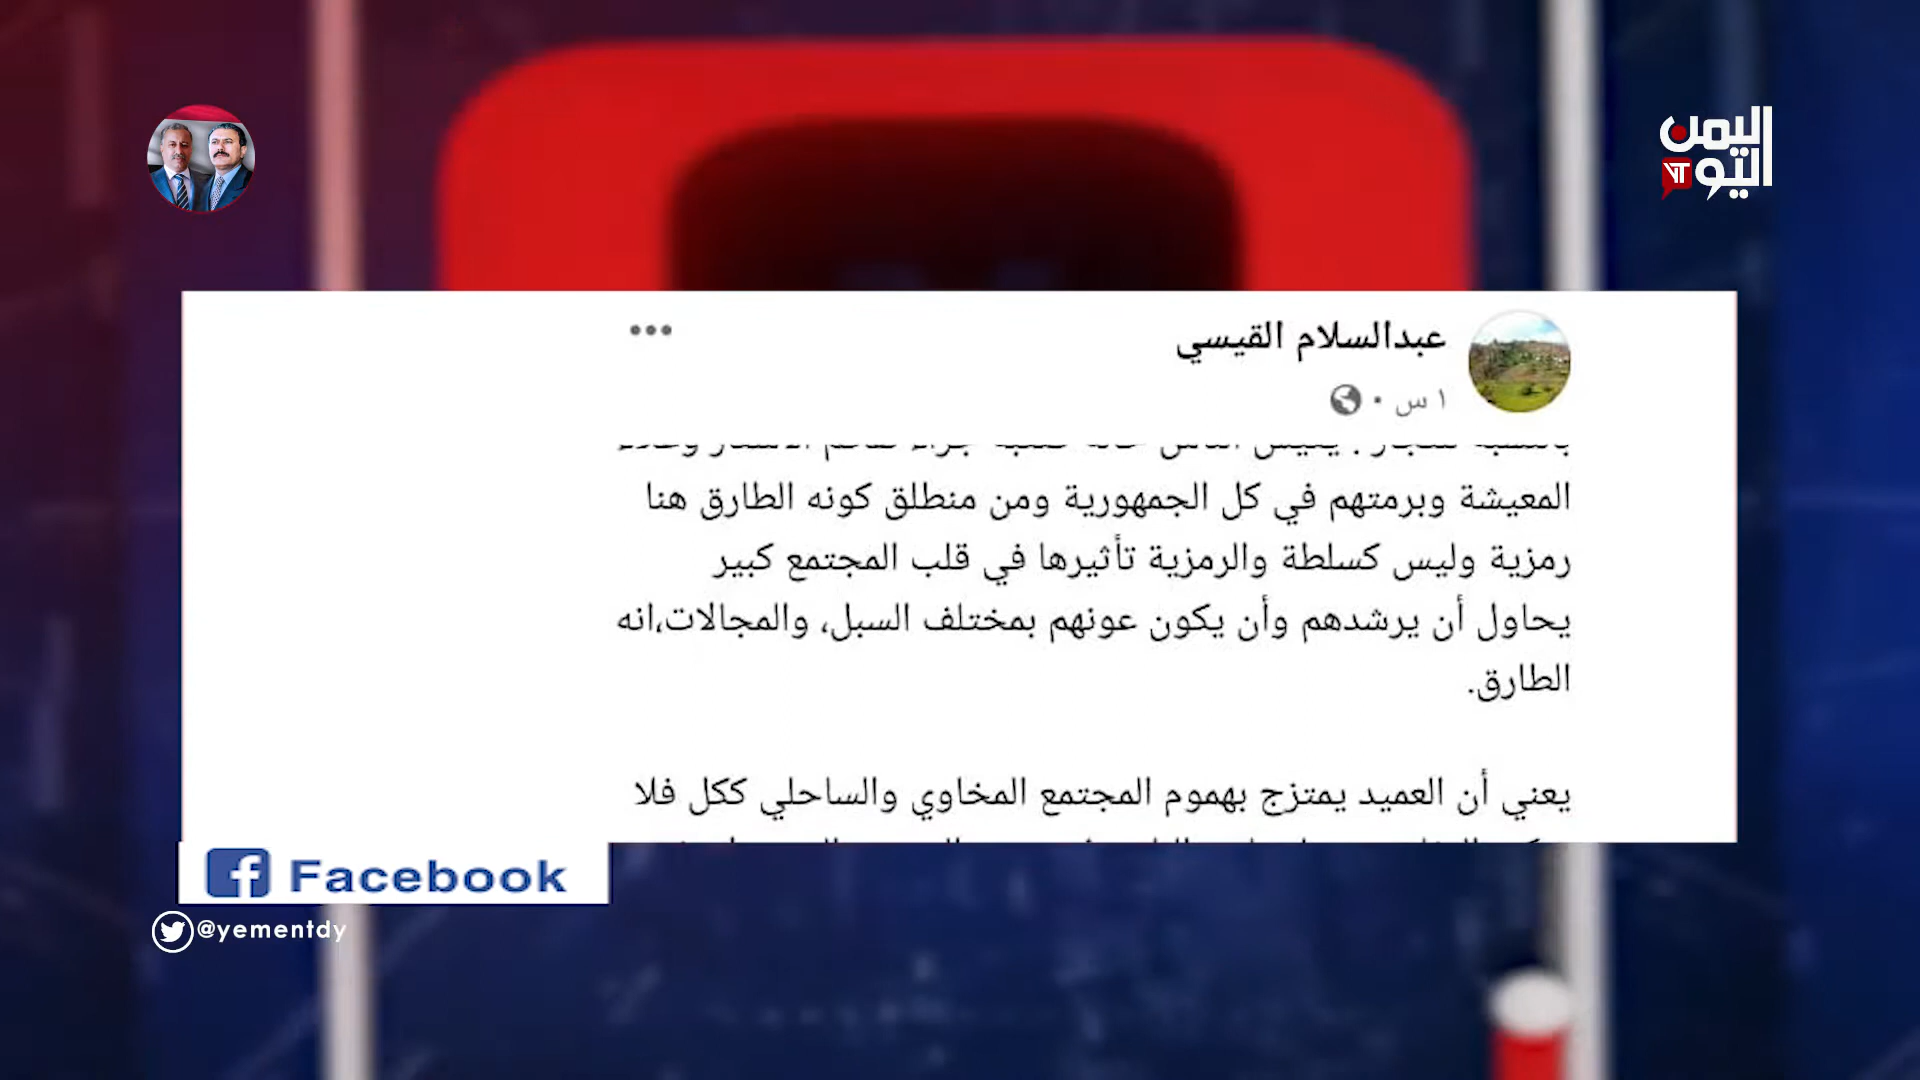 اليمن
اليوم
YT
عبدالسلام القيسي
١ س
المعيشة وبرمتهم في كل الجمهورية ومن منطلق كونه الطارق هنا
رمزية وليس كسلطة والرمزية تأثيرها في قلب المجتمع كبير
يحاول أن يرشدهم وأن يكون عونهم بمختلف السبل، والمجالات،انه
الطارق.
يعني أن العميد يمتزج بهموم المجتمع المخاوي والساحلي ككل فلا
Facebook
@yementdy